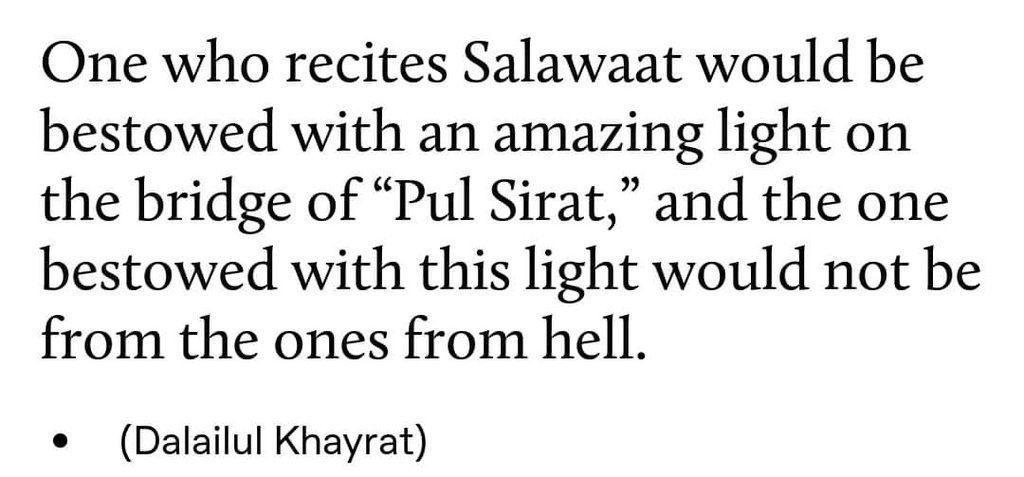 One who recites Salawaat would be
bestowed with an amazing light on
the bridge of “Pul Sirat,” and the one
bestowed with this light would not be
from the ones from hell.
• (Dalailul Khayrat)